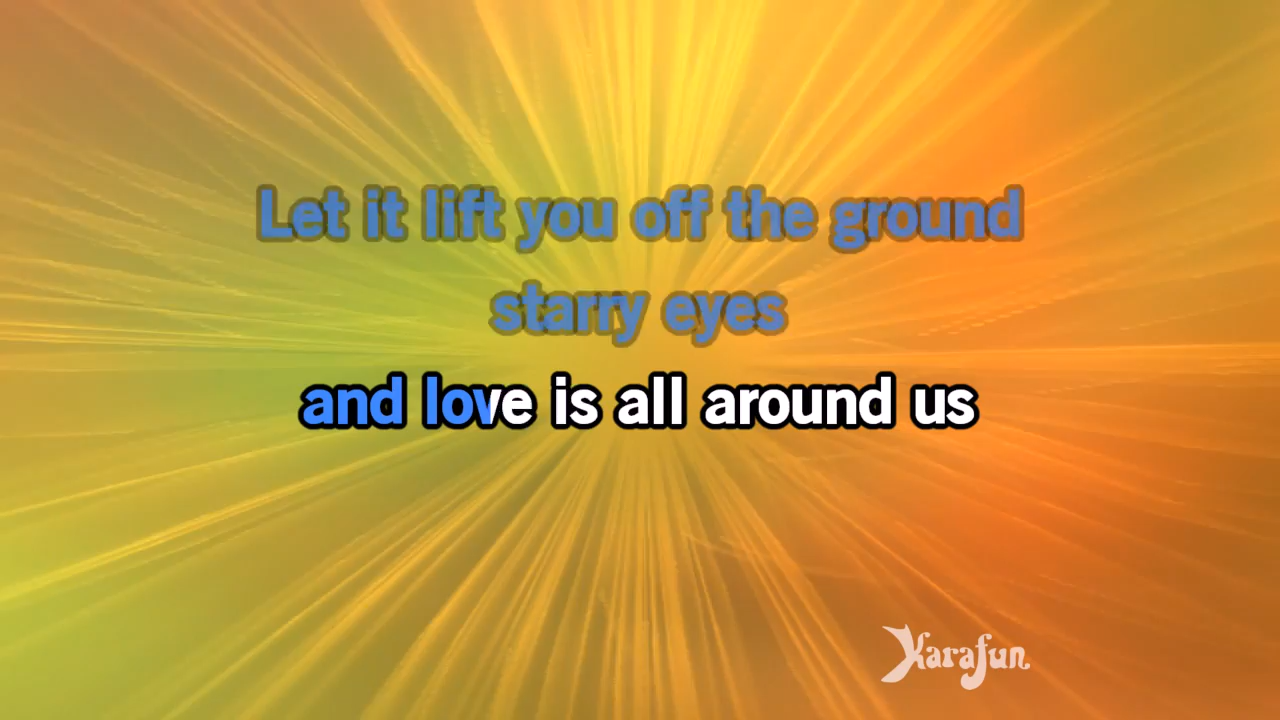 Let it lift you off the ground
starry eyes
and love is all around us
Karafun